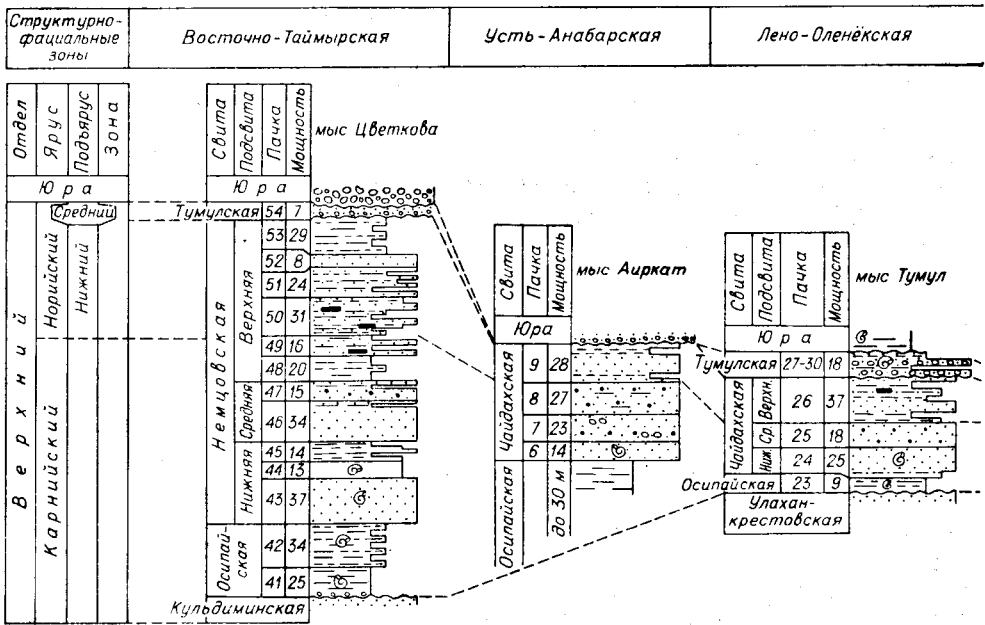 Структурно-
фациальные
зоны
Восточно-Таймырская
Усть-Анабарская
Лено-Оленёкская
Отдел
Ярус
Подъярус
Зона
Юра
Верхний
Норийский
Карнийский
Средний
Нижний
Свита
Подсвита
Пачка
Мощность
мыс Цветкова
Юра
Тумулская 54 7
Немцовская
Верхняя
53 29
52 8
51 24
50 31
49 16
48 20
Средняя
47 15
46 34
Нижняя
45 14
44 13
43 37
Осипай-
ская
42 34
41 25
Кульдиминская
Свита
Пачка
Мощность
мыс Аиркат
Юра
Чайдахская
9 28
8 27
7 23
6 14
Осипайская
до 30 м
Свита
Подсвита
Пачка
Мощность
мыс Тумул
Юра
Тумулская 27-30 18
Чайдахская
Верхн.
26 37
Ср.
25 18
Ниж.
24 25
Осипайская 23 9
Улахан-
крестовская